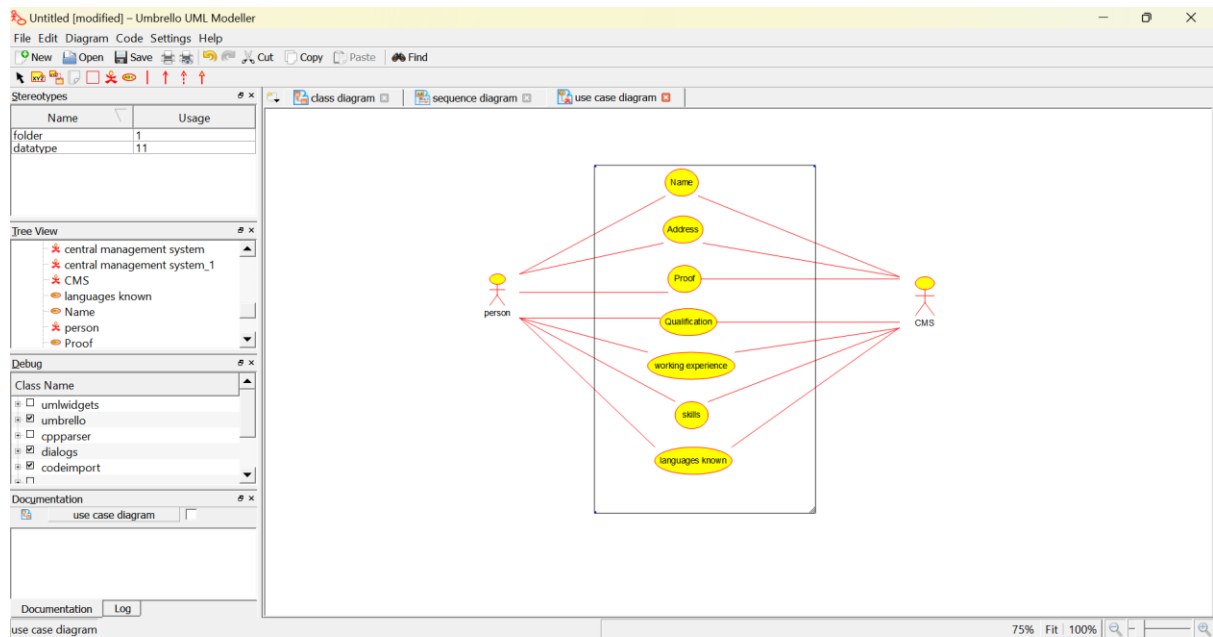 Untitled [modified] – Umbrello UML Modeller
File Edit Diagram Code Settings Help
New Open Save Cut Copy Paste Find
Stereotypes
class diagram sequence diagram use case diagram
Name Usage
folder 1
datatype 11
Tree View
central management system
central management system_1
CMS
languages known
Name
person
Proof
Debug
Class Name
umlwidgets
umbrello
cppparser
dialogs
codeimport
Documentation
use case diagram
Documentation Log
Name
Address
Proof
person
CMS
Qualification
working experience
skills
languages known
use case diagram
75% Fit 100%